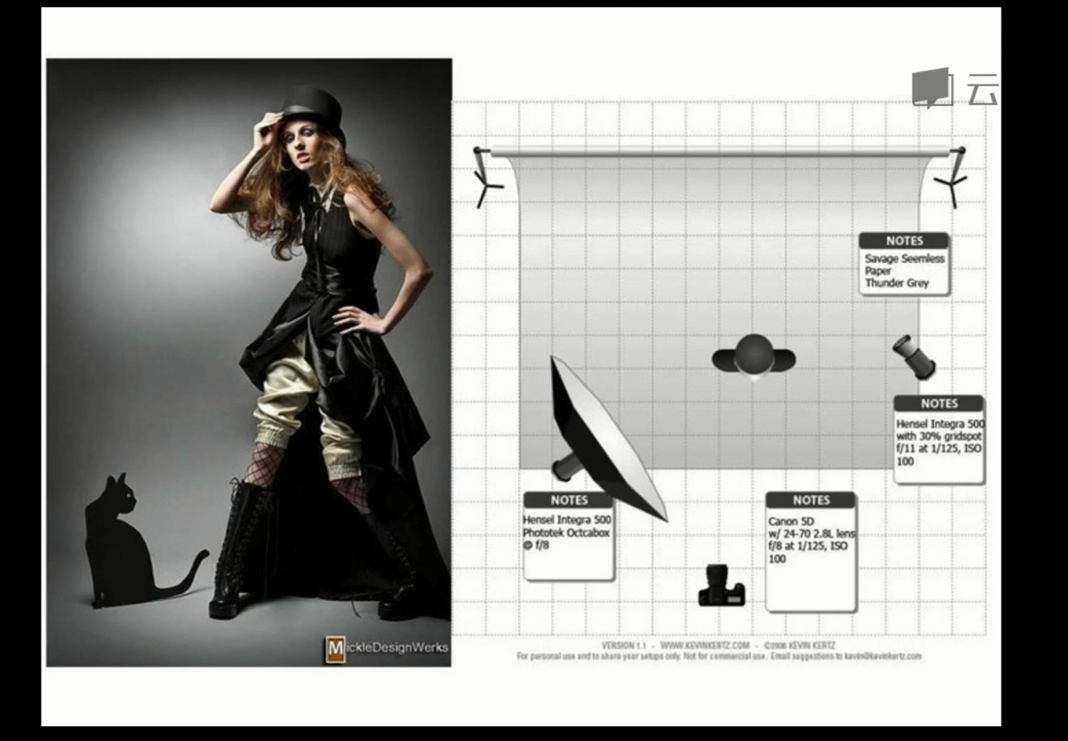 云
NOTES
Savage Seemless
Paper
Thunder Grey
NOTES
Hensel Integra 500
with 30% gridspot
f/11 at 1/125, ISO
100
NOTES
Hensel Integra 500
Phototek Octcabox
@ f/8
NOTES
Canon 5D
w/ 24-70 2.8L lens
f/8 at 1/125, ISO
100
MickleDesignWerks
VERSION 1.1 - WWW.KEVINKERTZ.COM - ©2008 KEVIN KERTZ
For personal use and to share your setups only. Not for commercial use. Email suggestions to kevin@kevinkertz.com